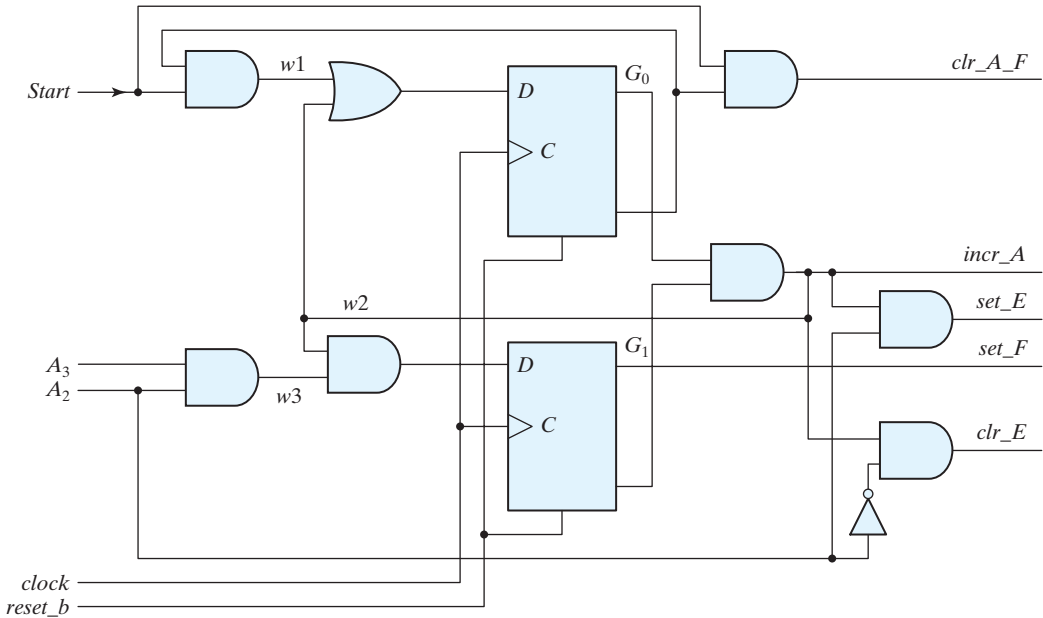 Start
w1
D
C
G0
clr_A_F
incr_A
w2
set_E
G1
set_F
A3
A2
w3
D
C
clr_E
clock
reset_b